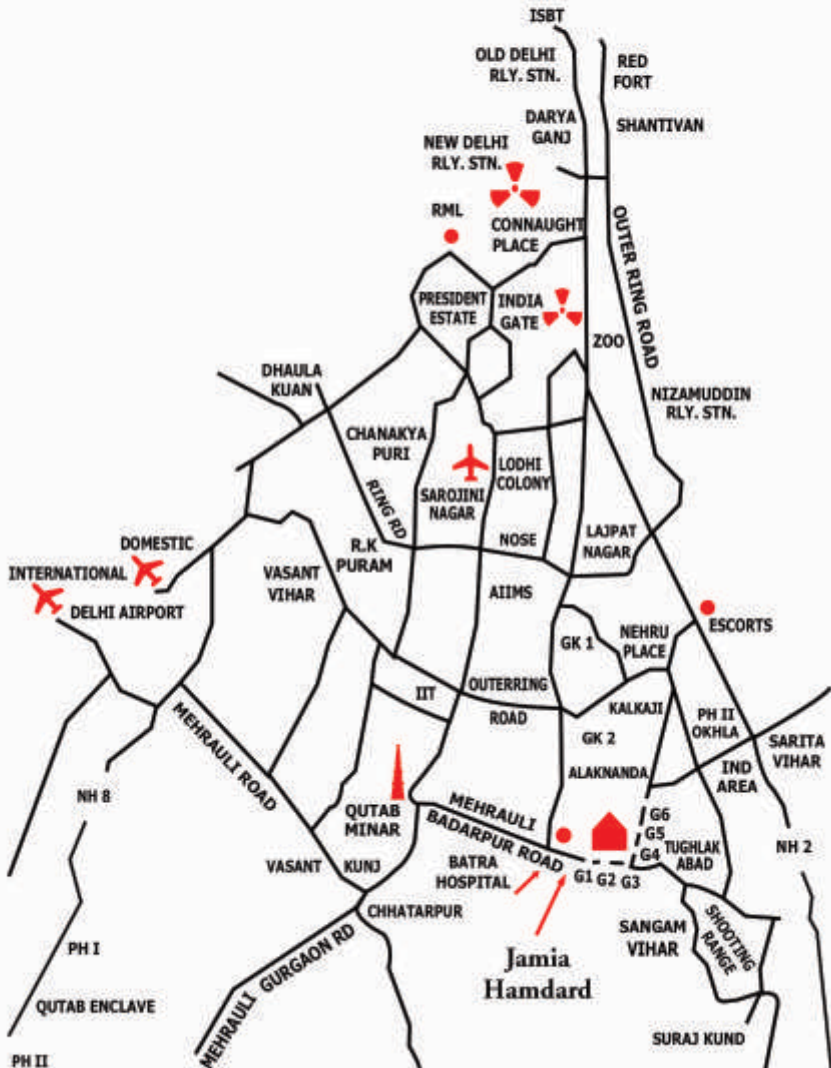 ISBT
OLD DELHI
RLY. STN.
RED
FORT
DARYA
GANJ
SHANTIVAN
NEW DELHI
RLY. STN.
RML
CONNAUGHT
PLACE
OUTER RING ROAD
PRESIDENT
ESTATE
INDIA
GATE
ZOO
DHAULA
KUAN
NIZAMUDDIN
RLY. STN.
CHANAKYA
PURI
LODHI
COLONY
SAROJINI
NAGAR
RING RD
NOSE
LAJPAT
NAGAR
DOMESTIC
R.K
PURAM
INTERNATIONAL
VASANT
VIHAR
DELHI AIRPORT
AIIMS
ESCORTS
GK 1
NEHRU
PLACE
IIT
OUTERRING
ROAD
KALKAJI
PH II
OKHLA
MEHRAULI ROAD
GK 2
SARITA
VIHAR
IND
AREA
ALAKNANDA
NH 8
QUTAB
MINAR
MEHRAULI
BADARPUR ROAD
G6
G5
G4
TUGHLAK
ABAD
NH 2
VASANT KUNJ
BATRA
HOSPITAL
G1 G2 G3
CHHATARPUR
SANGAM
VIHAR
SHOOTING
RANGE
PH I
MEHRAULI GURGAON RD
Jamia
Hamdard
QUTAB ENCLAVE
SURAJ KUND
PH II